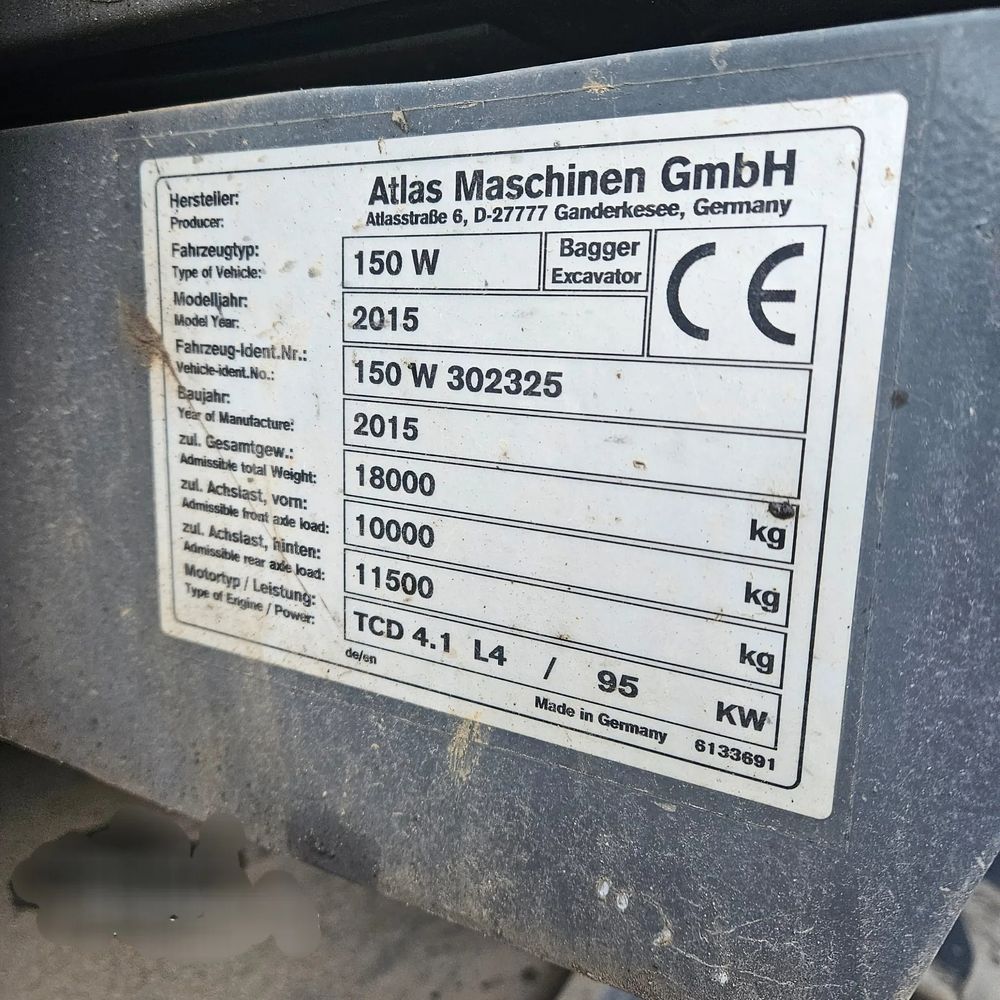 Hersteller:
Producer:
Atlas Maschinen GmbH
Atlasstraße 6, D-27777 Ganderkesee, Germany
Fahrzeugtyp:
Type of Vehicle:
150 W
Bagger
Excavator
CE
Modelljahr:
Model Year:
2015
Fahrzeug-Ident.Nr.:
Vehicle-ident.No.:
150 W 302325
Baujahr:
Year of Manufacture:
2015
zul. Gesamtgew.:
Admissible total Weight:
18000 kg
zul. Achslast, vorn:
Admissible front axle load:
10000 kg
zul. Achslast, hinten:
Admissible rear axle load:
11500 kg
Motortyp / Leistung:
Type of Engine / Power:
TCD 4.1 L4 / 95 KW
de/en
Made in Germany 6133691